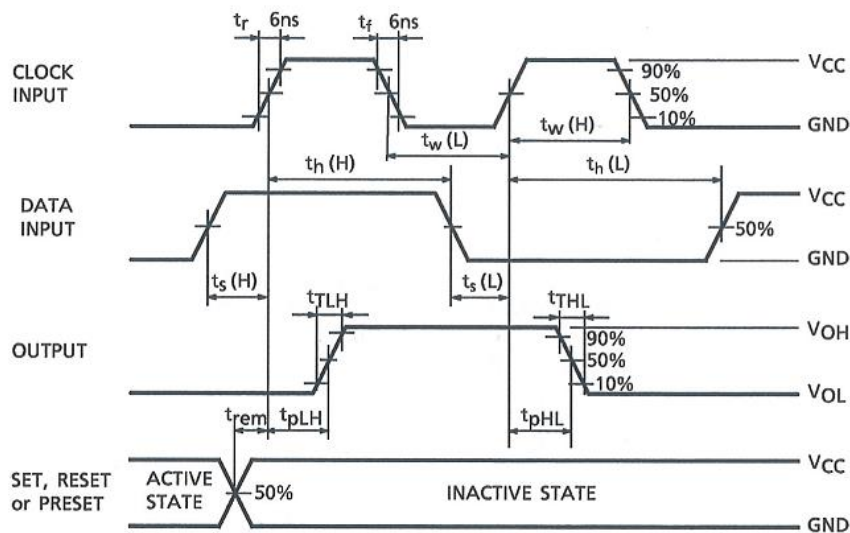 tr 6ns tf 6ns
CLOCK
INPUT
VCC
90%
50%
10%
GND
tw (L)
tw (H)
th (H)
th (L)
DATA
INPUT
VCC
50%
GND
ts (H)
ts (L)
tTLH
tTHL
OUTPUT
VOH
90%
50%
10%
VOL
trem
tpLH
tpHL
SET, RESET
or PRESET
ACTIVE
STATE
50%
INACTIVE STATE
VCC
GND